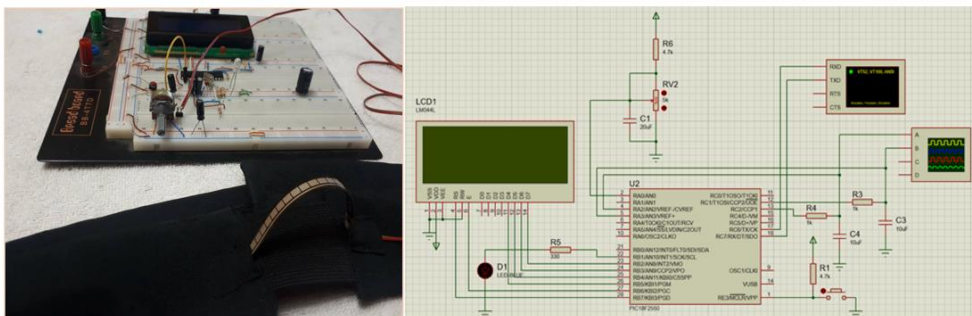 Breadboard
BB-4T7D
R6
4.7k
RV2
5k
C1
20uF
LCD1
LM044L
VSS
VDD
VEE
RS
RW
E
D0
D1
D2
D3
D4
D5
D6
D7
RXD
TXD
RTS
CTS
A
B
C
D
U2
RA0/AN0
RA1/AN1
RA2/AN2/VREF-/CVREF
RA3/AN3/VREF+
RA4/T0CKI/C1OUT/RCV
RA5/AN4/SS/LVDIN/C2OUT
RA6/OSC2/CLKO
RB0/AN12/INT0/FLT0/SDI/SDA
RB1/AN10/INT1/SCK/SCL
RB2/AN8/INT2/VMO
RB3/AN9/CCP2/VPO
RB4/AN11/KBI0/CSSPP
RB5/KBI1/PGM
RB6/KBI2/PGC
RB7/KBI3/PGD
RC0/T1OSO/T1CKI
RC1/T1OSI/CCP2/UOE
RC2/CCP1
RC4/D-/VM
RC5/D+/VP
RC6/TX/CK
RC7/RX/DT/SDO
OSC1/CLKI
VUSB
RE3/MCLR/VPP
PIC18F2550
R5
330
D1
LED-BLUE
R4
1k
R3
1k
C4
10uF
C3
10uF
R1
4.7k